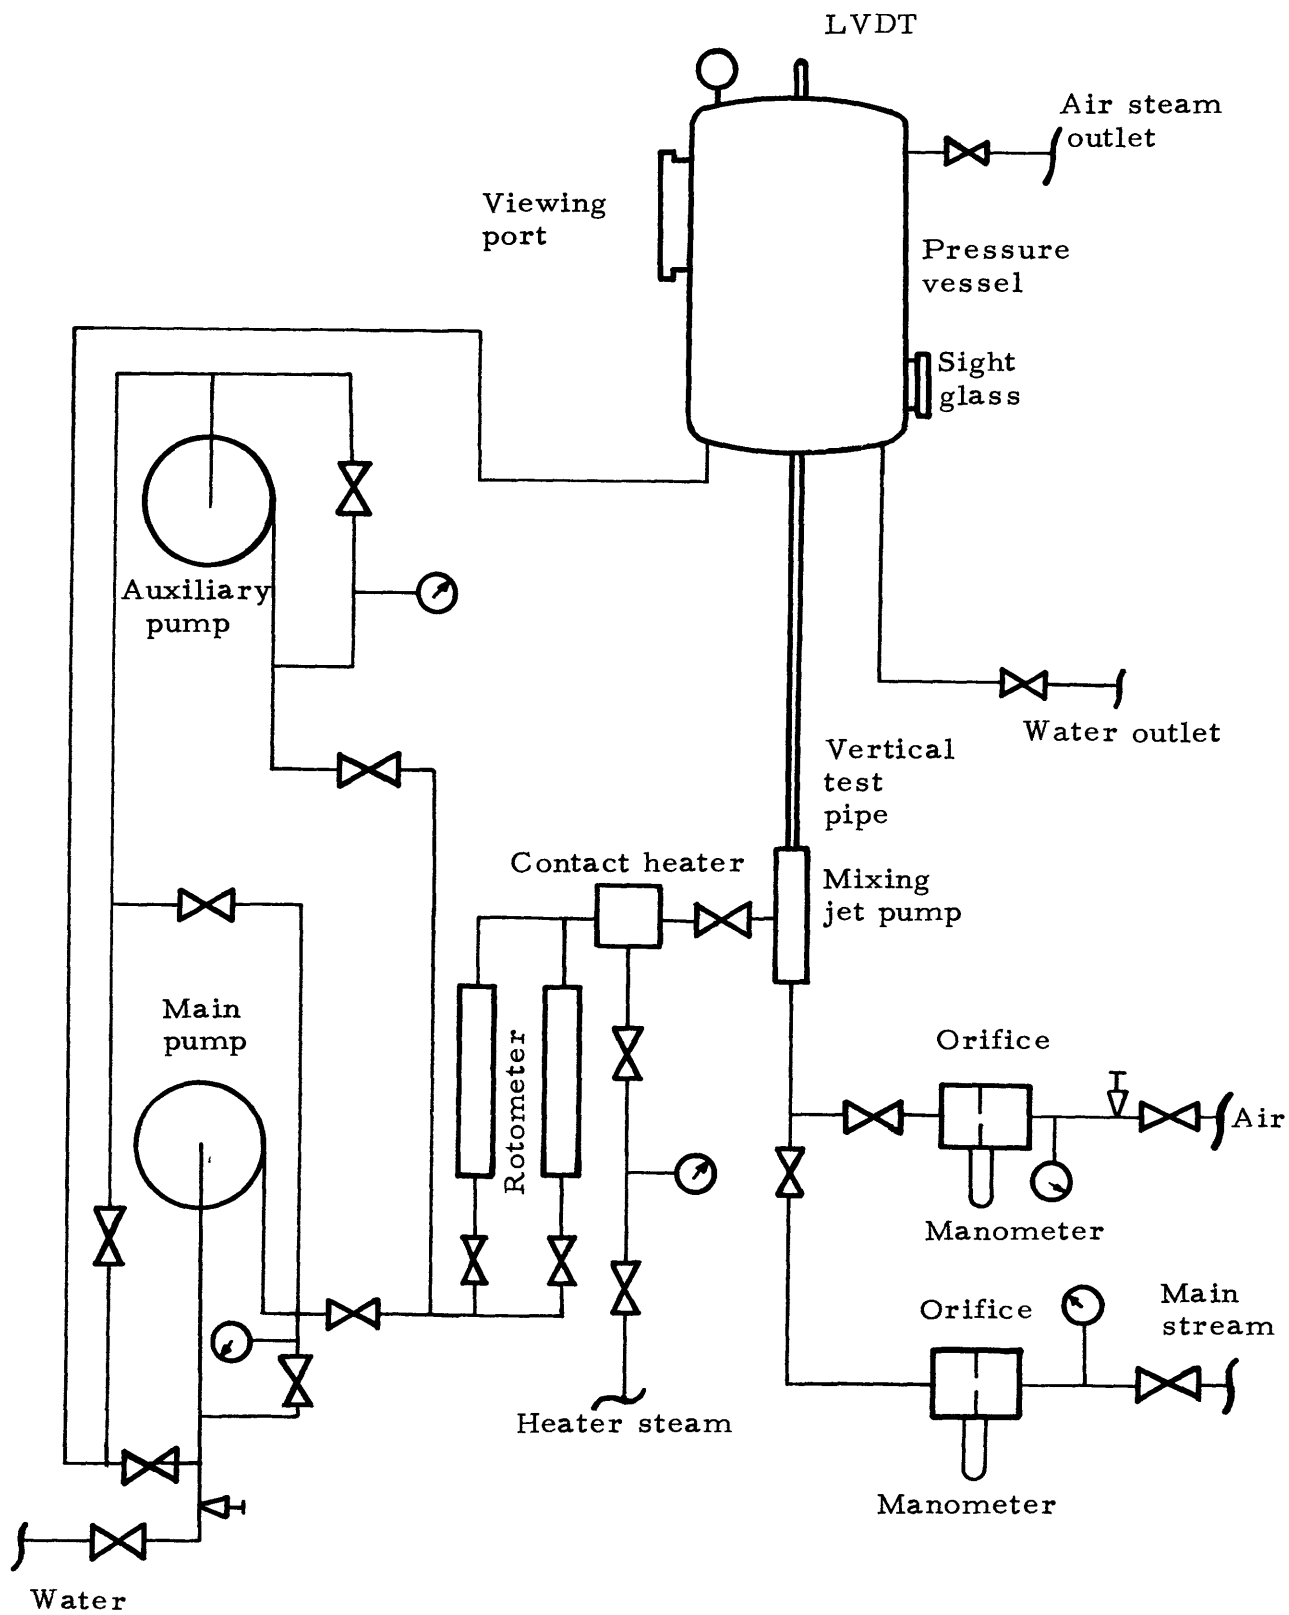 LVDT
Air steam
outlet
Viewing
port
Pressure
vessel
Sight
glass
Auxiliary
pump
Water outlet
Vertical
test
pipe
Contact heater
Mixing
jet pump
Main
pump
Rotometer
Orifice
Air
Manometer
Orifice
Main
stream
Heater steam
Manometer
Water